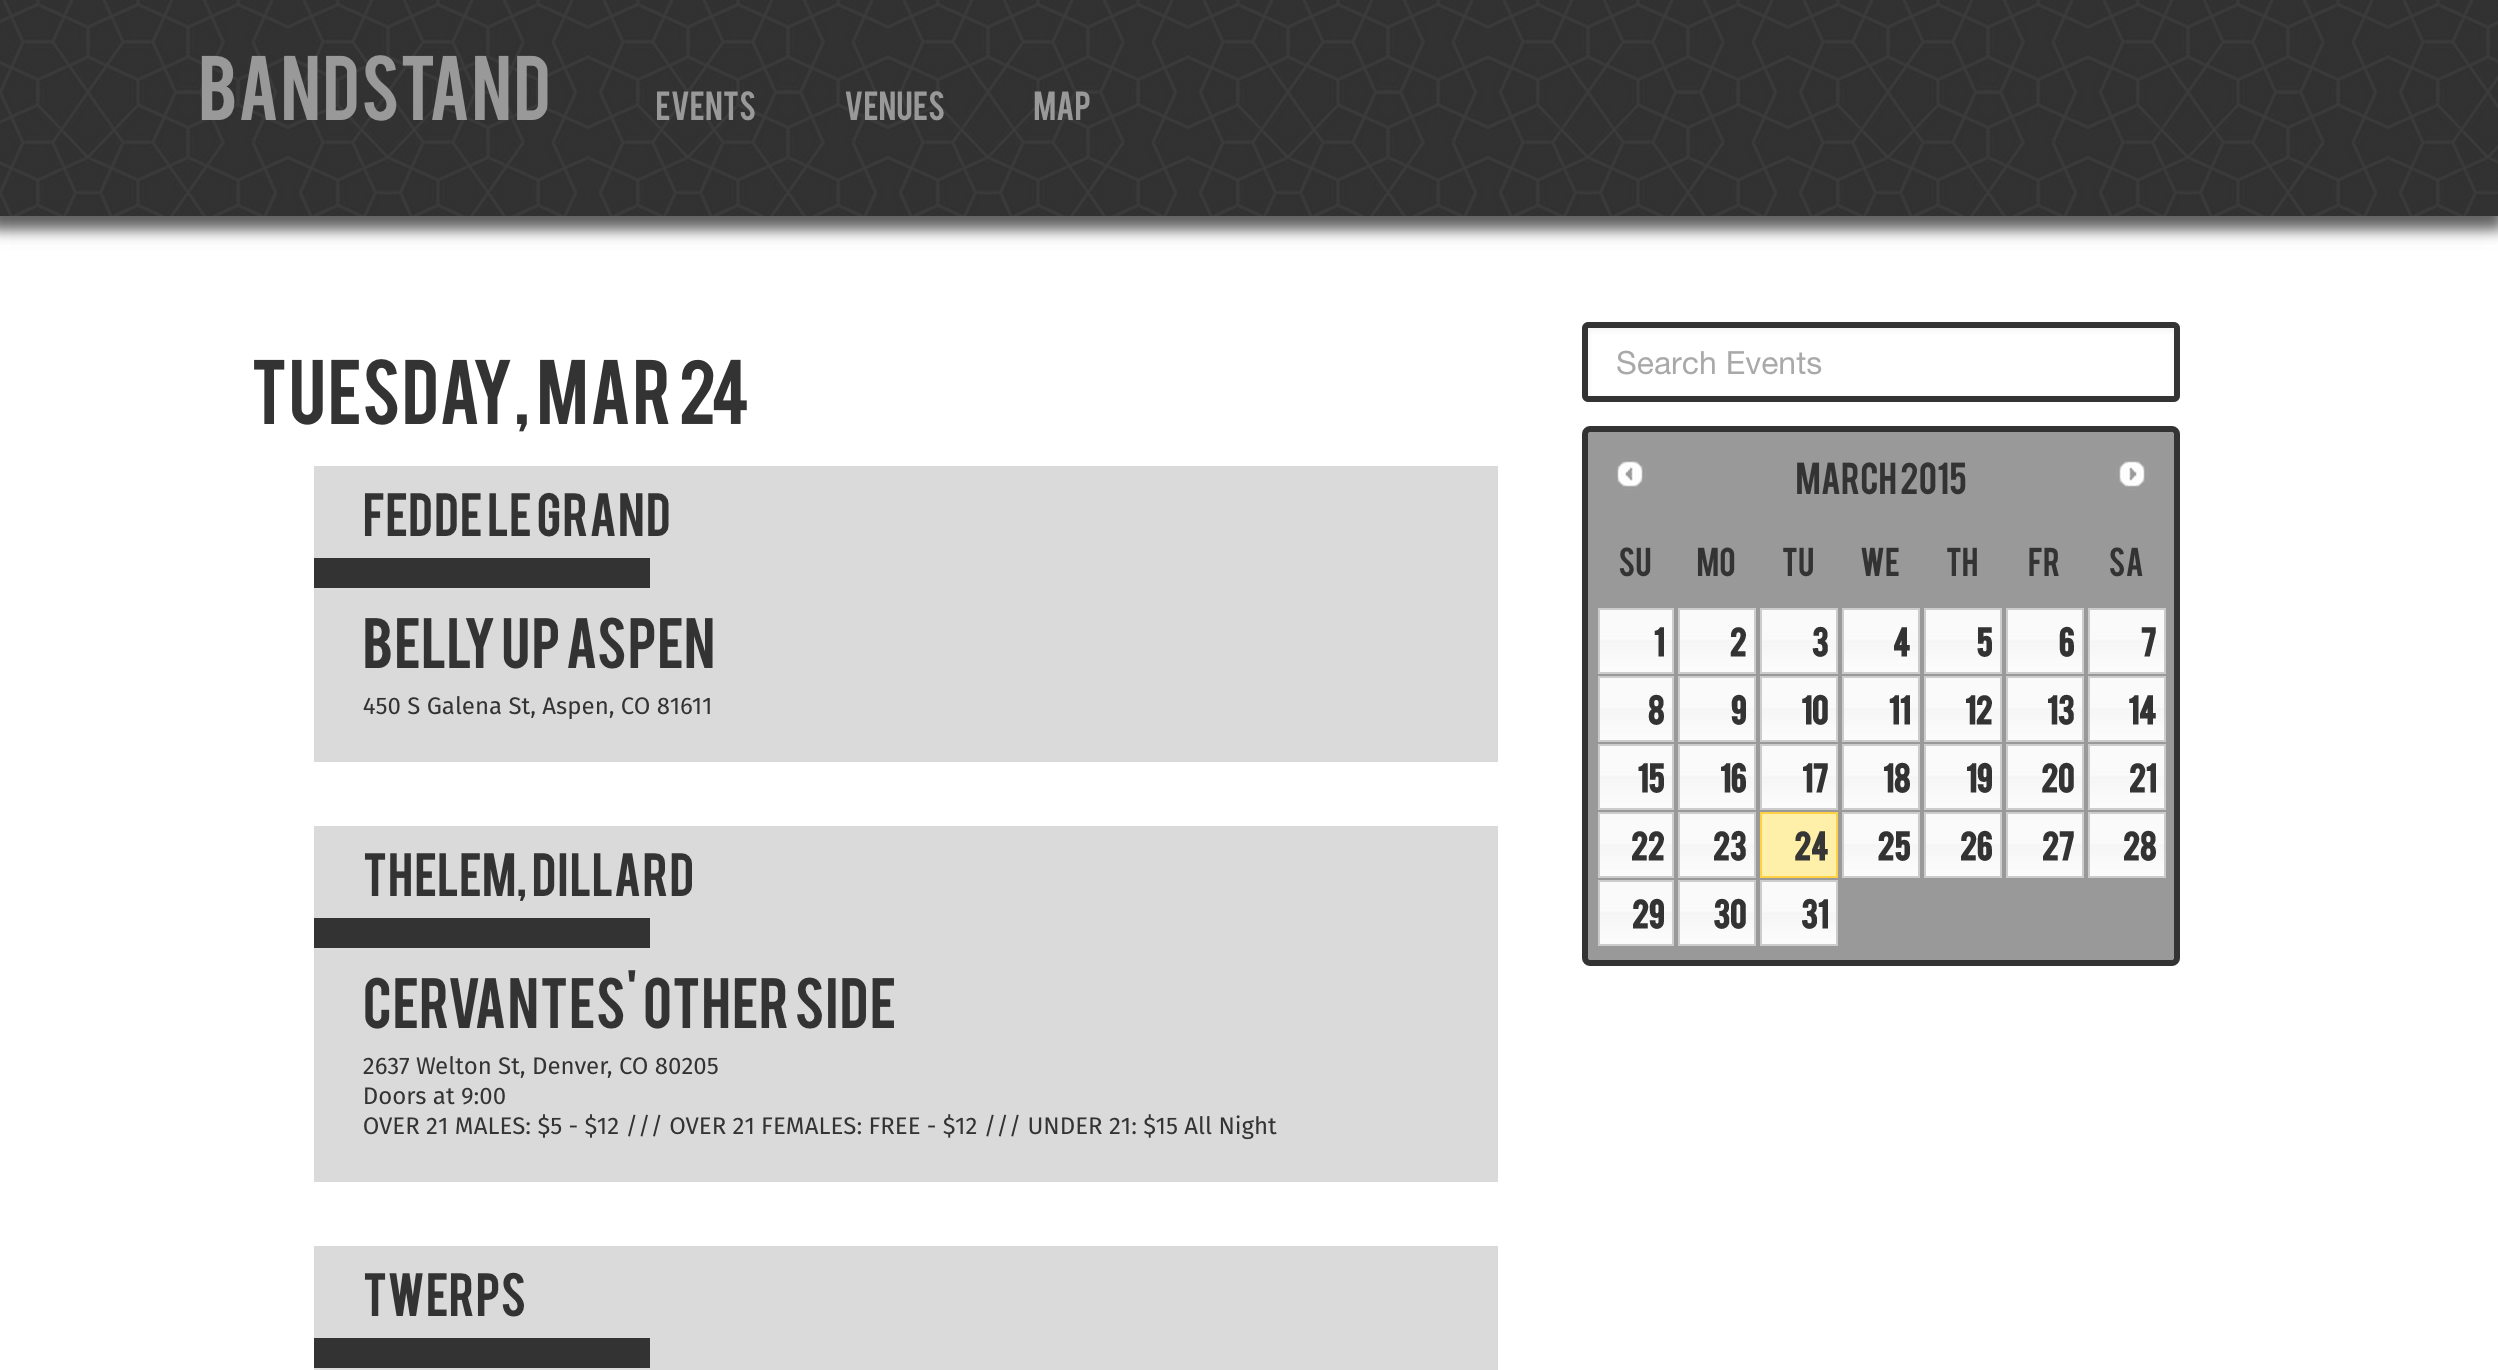 BANDSTAND EVENTS VENUES MAP
TUESDAY, MAR 24
FEDDE LE GRAND
BELLY UP ASPEN
450 S Galena St, Aspen, CO 81611
THELEM, DILLARD
CERVANTES' OTHER SIDE
2637 Welton St, Denver, CO 80205
Doors at 9:00
OVER 21 MALES: $5 - $12 /// OVER 21 FEMALES: FREE - $12 /// UNDER 21: $15 All Night
TWERPS
Search Events
MARCH 2015
SU MO TU WE TH FR SA
1 2 3 4 5 6 7
8 9 10 11 12 13 14
15 16 17 18 19 20 21
22 23 24 25 26 27 28
29 30 31